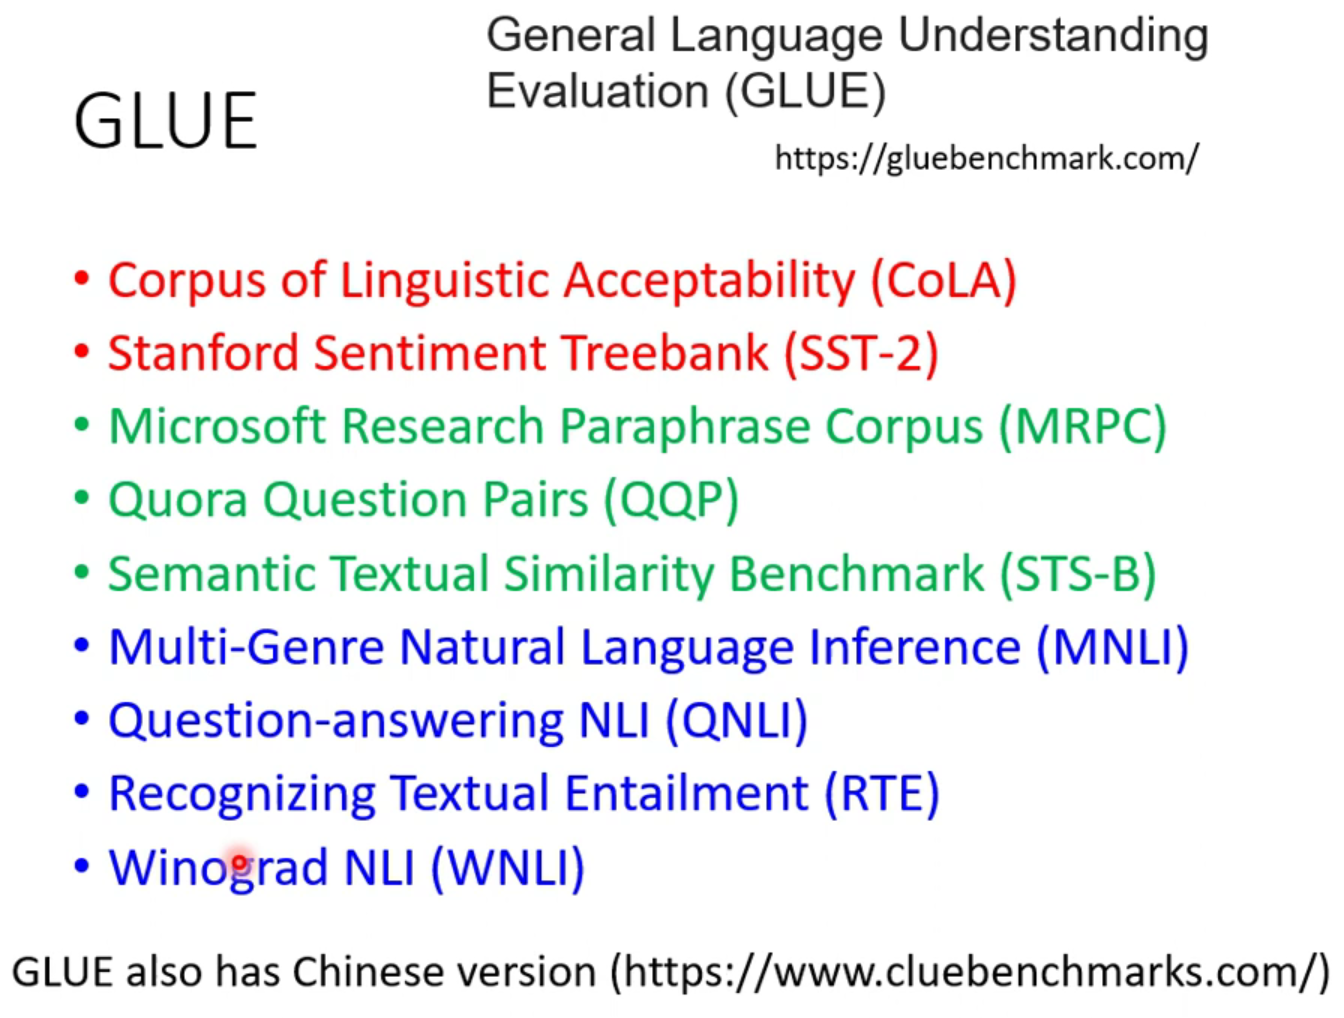 General Language Understanding
Evaluation (GLUE)
GLUE
https://gluebenchmark.com/
• Corpus of Linguistic Acceptability (CoLA)
• Stanford Sentiment Treebank (SST-2)
• Microsoft Research Paraphrase Corpus (MRPC)
• Quora Question Pairs (QQP)
• Semantic Textual Similarity Benchmark (STS-B)
• Multi-Genre Natural Language Inference (MNLI)
• Question-answering NLI (QNLI)
• Recognizing Textual Entailment (RTE)
• Winograd NLI (WNLI)
GLUE also has Chinese version (https://www.cluebenchmarks.com/)